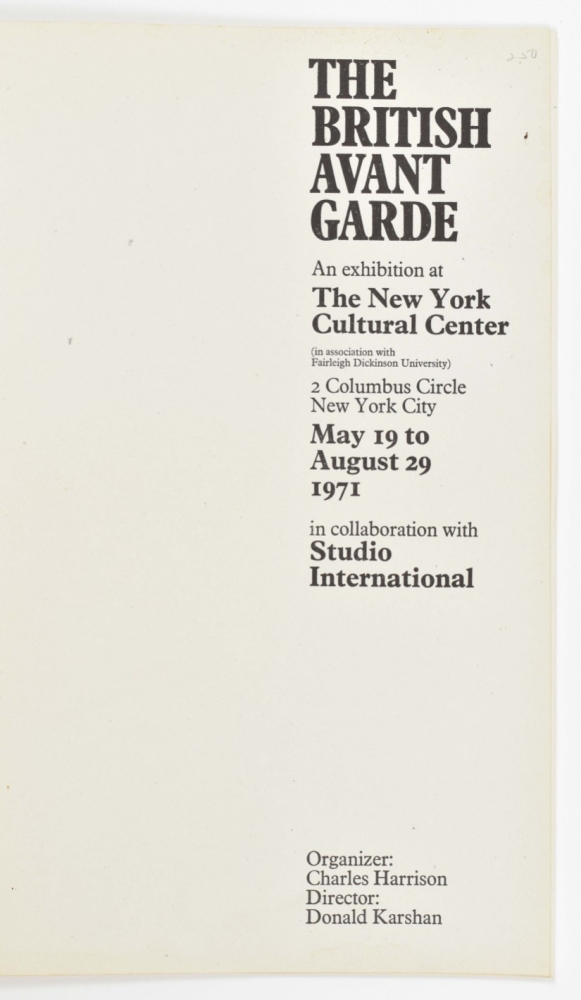 2.50
THE
BRITISH
AVANT
GARDE
An exhibition at
The New York
Cultural Center
(in association with
Fairleigh Dickinson University)
2 Columbus Circle
New York City
May 19 to
August 29
1971
in collaboration with
Studio
International
Organizer:
Charles Harrison
Director:
Donald Karshan